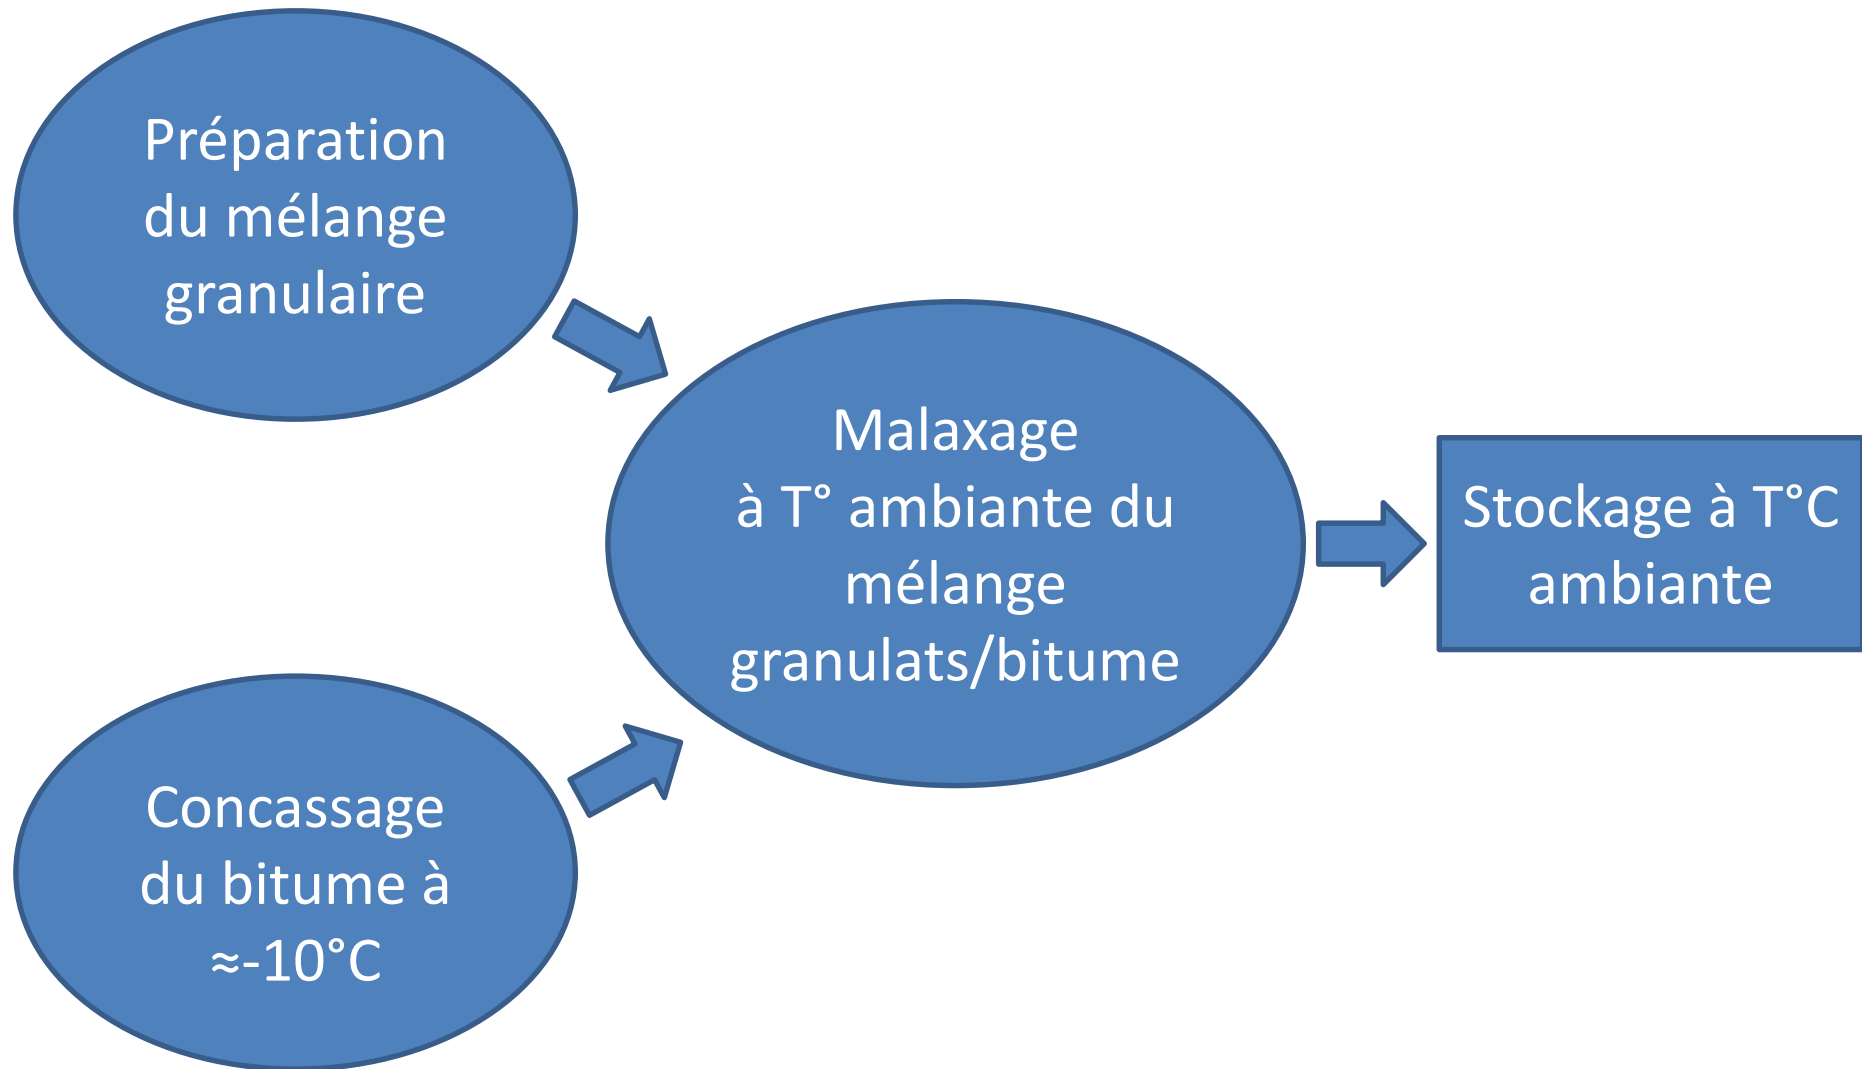 Préparation
du mélange
granulaire
Malaxage
à T° ambiante du
mélange
granulats/bitume
Stockage à T°C
ambiante
Concassage
du bitume à
≈-10°C